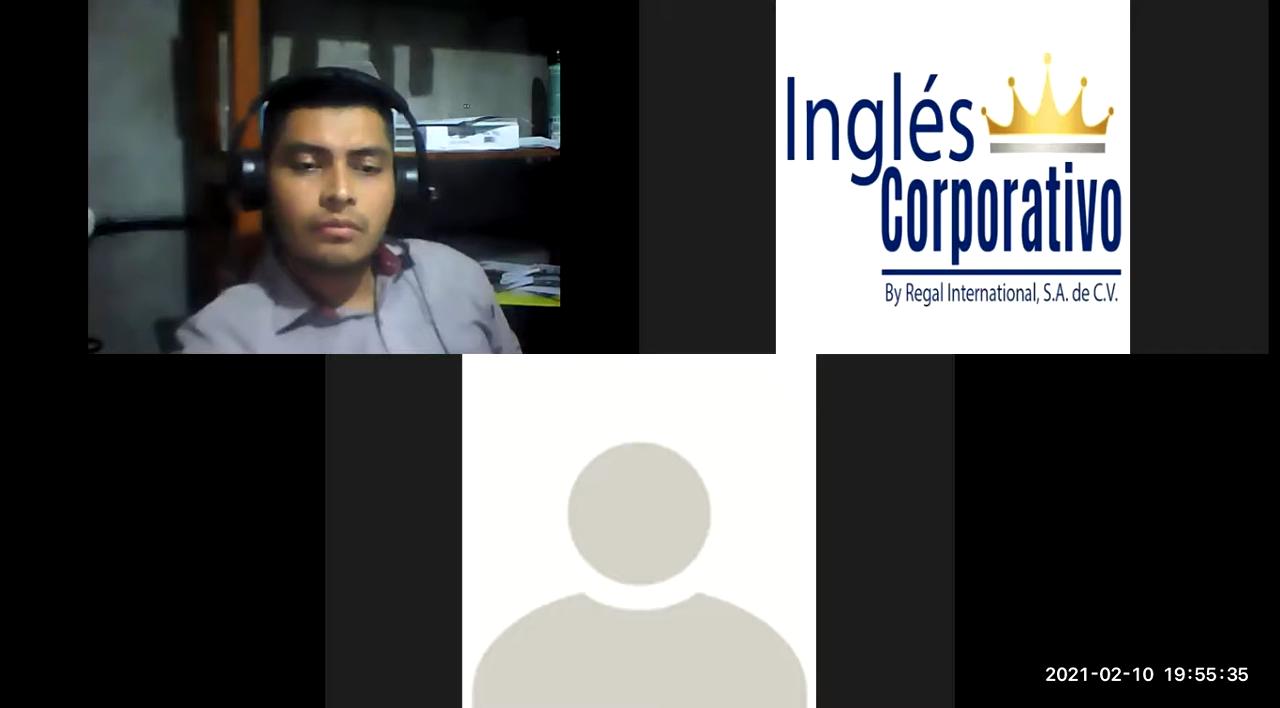 Inglés
Corporativo
By Regal International, S.A. de C.V.
2021-02-10 19:55:35